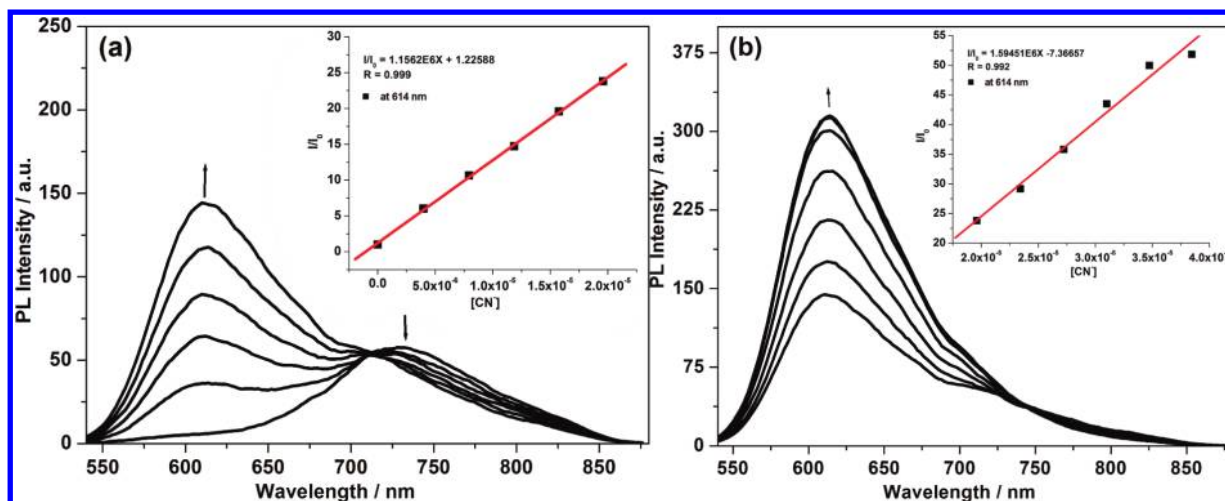 (a)
250
200
150
100
50
0
550 600 650 700 750 800 850
PL Intensity / a.u.
Wavelength / nm
I/I₀ = 1.1562E6X + 1.22588
R = 0.999
■ at 614 nm
30
25
20
15
10
5
0
I/I₀
0.0 5.0x10⁻⁶ 1.0x10⁻⁵ 1.5x10⁻⁵ 2.0x10⁻⁵
[CN⁻]
(b)
375
300
225
150
75
0
550 600 650 700 750 800 850
PL Intensity / a.u.
Wavelength / nm
I/I₀ = 1.59451E6X -7.36657
R = 0.992
■ at 614 nm
55
50
45
40
35
30
25
20
I/I₀
2.0x10⁻⁵ 2.5x10⁻⁵ 3.0x10⁻⁵ 3.5x10⁻⁵ 4.0x10⁻⁵
[CN⁻]